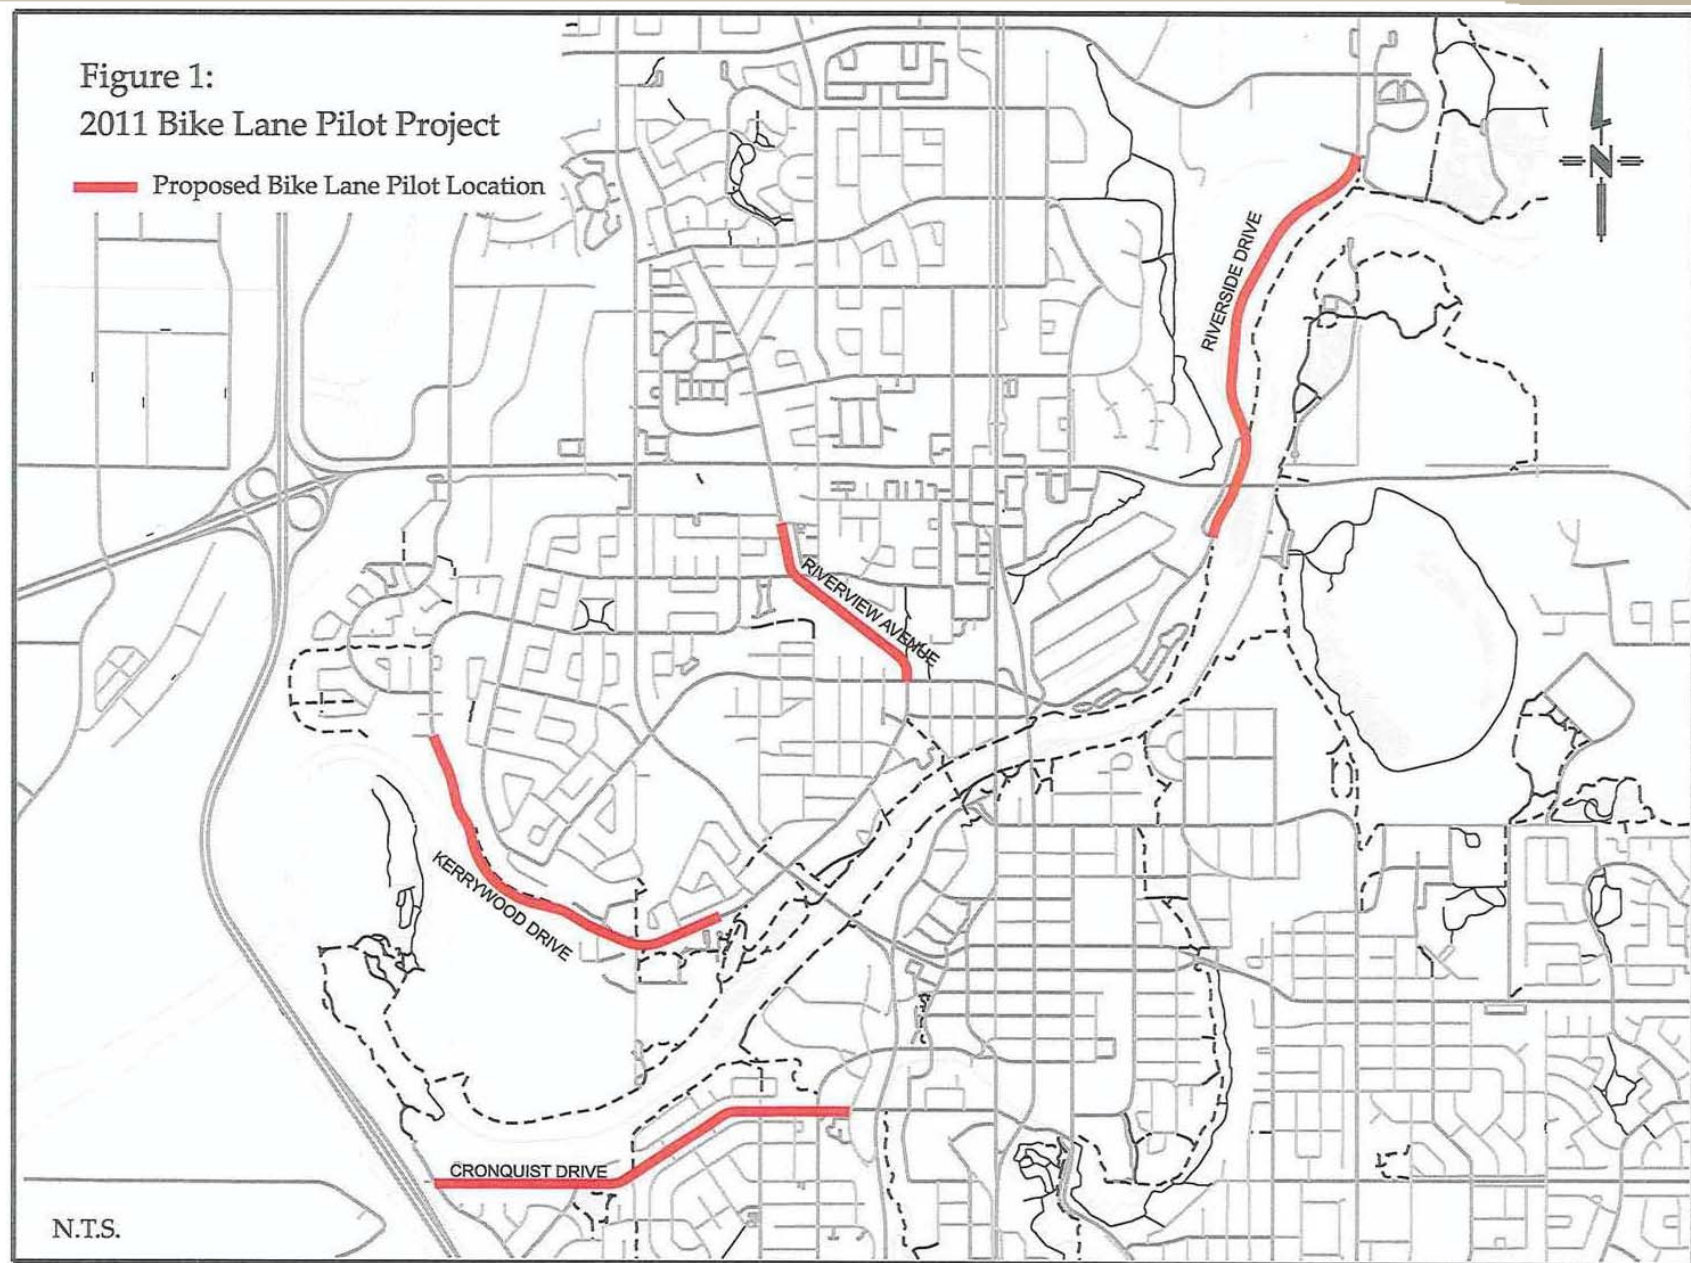 Figure 1:
2011 Bike Lane Pilot Project
Proposed Bike Lane Pilot Location
N
RIVERSIDE DRIVE
RIVERVIEW AVENUE
KERRYWOOD DRIVE
CRONQUIST DRIVE
N.T.S.